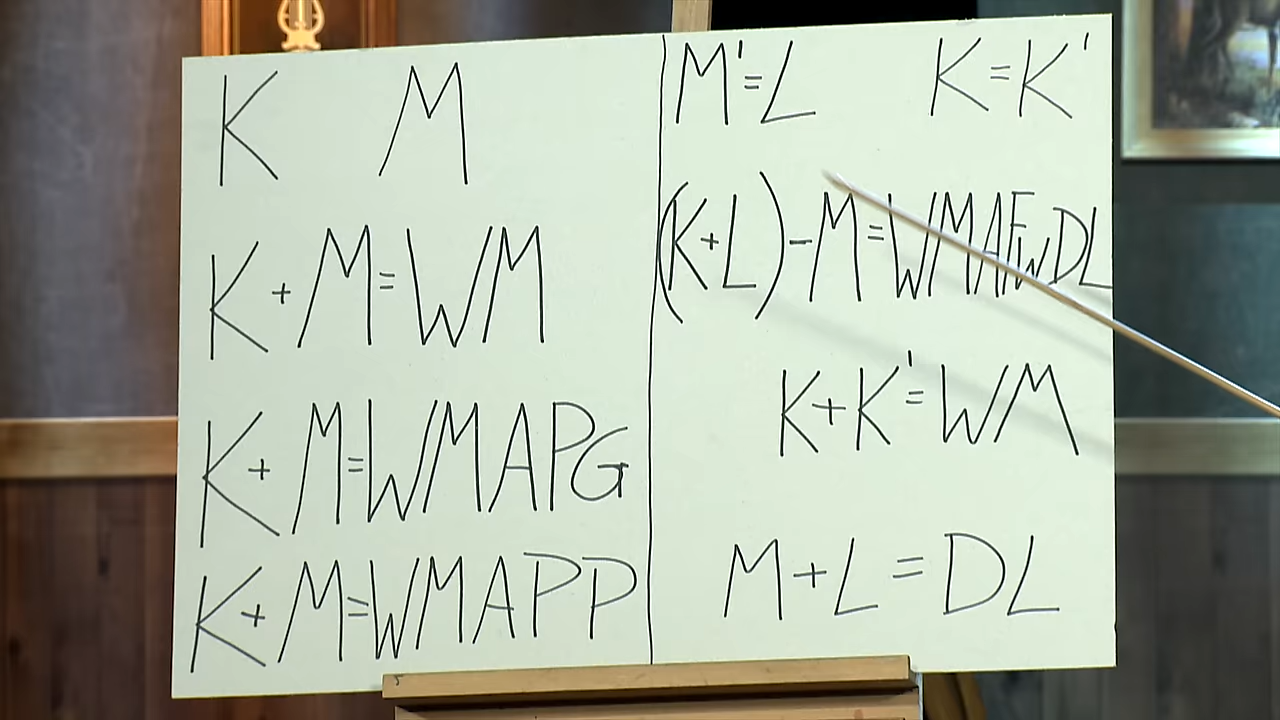 K M
K + M = WM
K + M = WMAPG
K + M = WMAPP
M' = L K = K'
(K + L) - M = WMAFWDL
K + K' = WM
M + L = DL